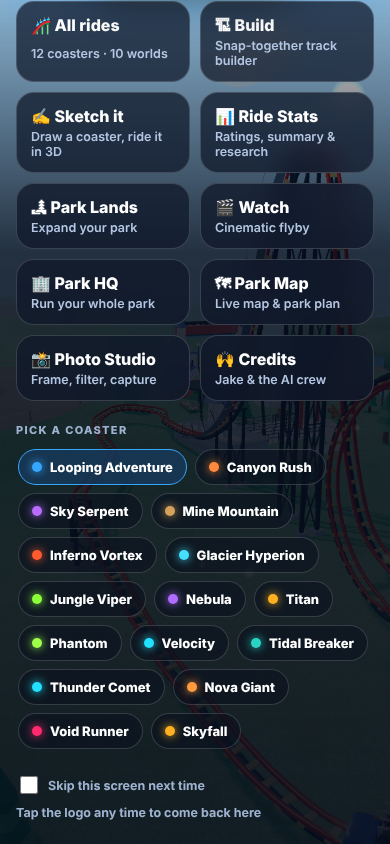 All rides
12 coasters · 10 worlds
Build
Snap-together track
builder
Sketch it
Draw a coaster, ride it
in 3D
Ride Stats
Ratings, summary &
research
Park Lands
Expand your park
Watch
Cinematic flyby
Park HQ
Run your whole park
Park Map
Live map & park plan
Photo Studio
Frame, filter, capture
Credits
Jake & the AI crew
PICK A COASTER
Looping Adventure
Canyon Rush
Sky Serpent
Mine Mountain
Inferno Vortex
Glacier Hyperion
Jungle Viper
Nebula
Titan
Phantom
Velocity
Tidal Breaker
Thunder Comet
Nova Giant
Void Runner
Skyfall
Skip this screen next time
Tap the logo any time to come back here